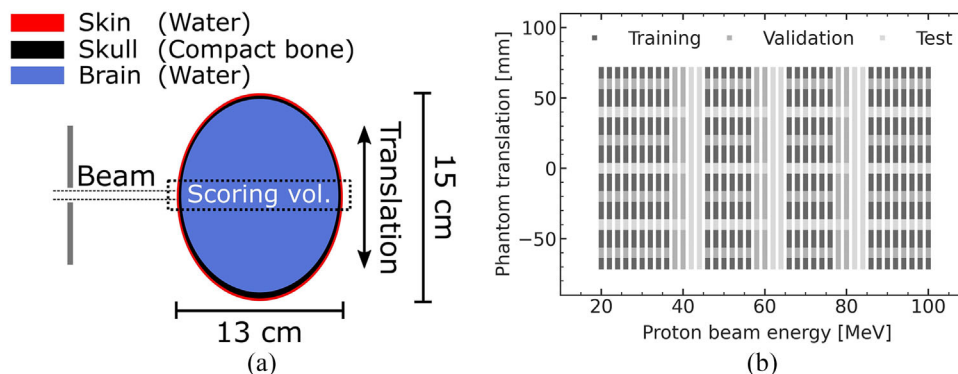 Skin (Water)
Skull (Compact bone)
Brain (Water)
Beam
Scoring vol.
Translation
15 cm
13 cm
(a)
Training Validation Test
Phantom translation [mm]
100
50
0
−50
20 40 60 80 100
Proton beam energy [MeV]
(b)